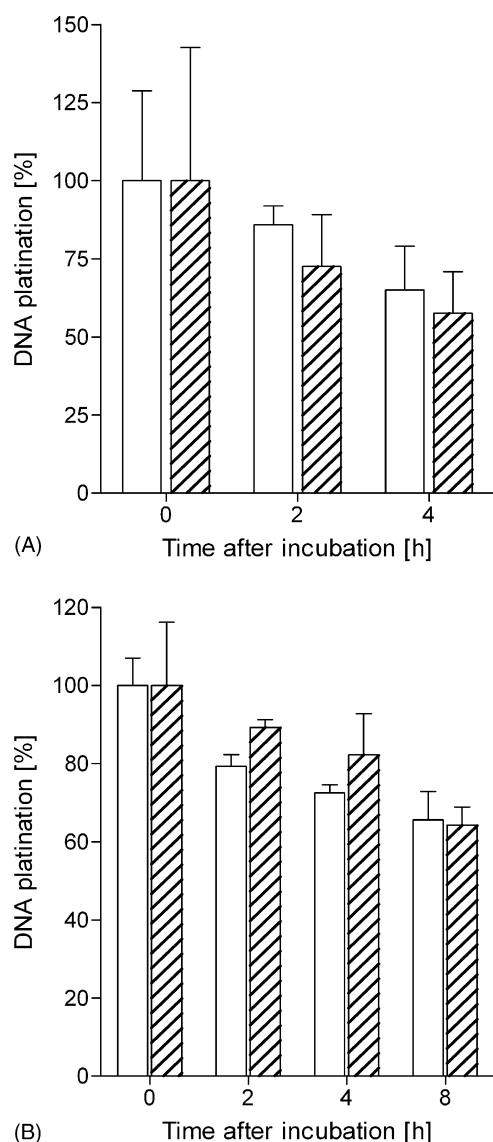 150
125
100
75
50
25
0
DNA platination [%]
0 2 4
(A) Time after incubation [h]
120
100
80
60
40
20
0
DNA platination [%]
0 2 4 8
(B) Time after incubation [h]